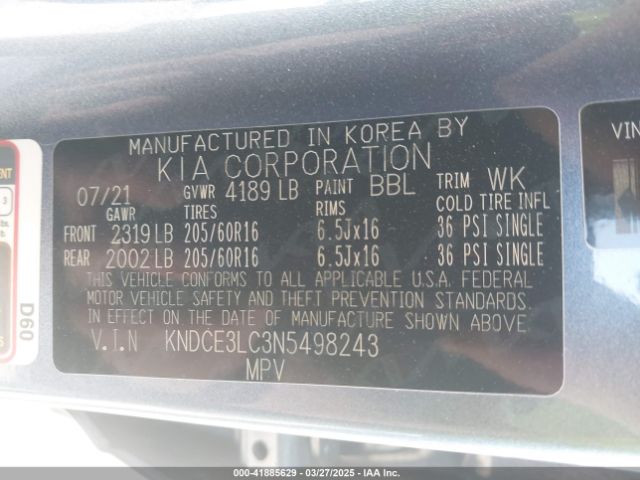 MANUFACTURED IN KOREA BY
KIA CORPORATION
07/21 GVWR 4189 LB PAINT BBL TRIM WK
GAWR TIRES RIMS COLD TIRE INFL
FRONT 2319 LB 205/60R16 6.5Jx16 36 PSI SINGLE
REAR 2002 LB 205/60R16 6.5Jx16 36 PSI SINGLE
THIS VEHICLE CONFORMS TO ALL APPLICABLE U.S.A. FEDERAL
MOTOR VEHICLE SAFETY AND THEFT PREVENTION STANDARDS.
IN EFFECT ON THE DATE OF MANUFACTURE SHOWN ABOVE.
V.I.N KNDCE3LC3N5498243
MPV
D60
VIN
3
000-41885629 - 03/27/2025 - IAA Inc.